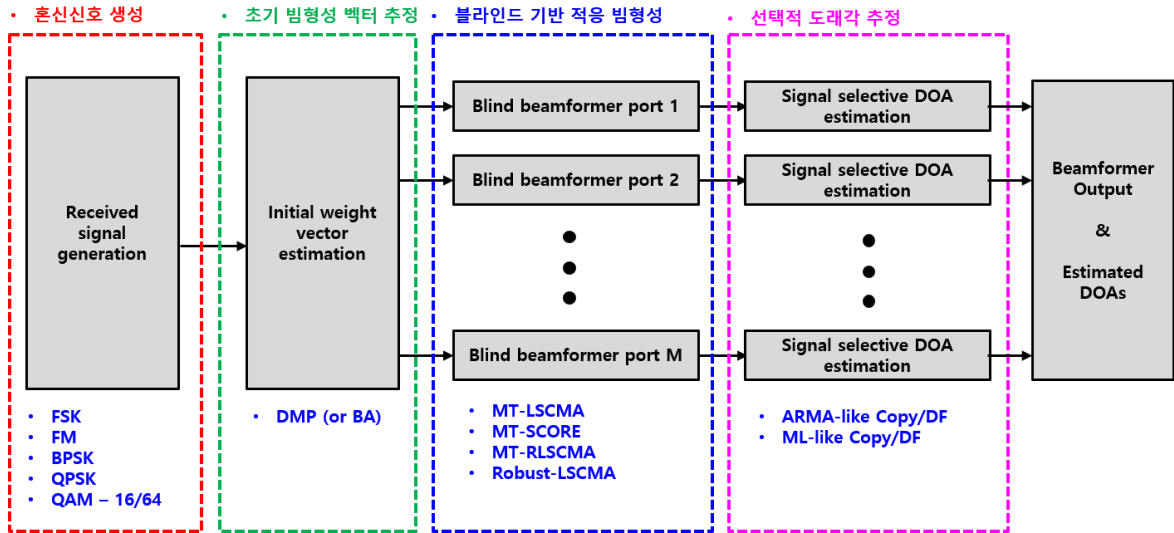 • 혼신신호 생성
• 초기 빔형성 벡터 추정
• 블라인드 기반 적응 빔형성
• 선택적 도래각 추정
Received
signal
generation
Initial weight
vector
estimation
Blind beamformer port 1
Blind beamformer port 2
Blind beamformer port M
Signal selective DOA
estimation
Signal selective DOA
estimation
Signal selective DOA
estimation
Beamformer
Output
&
Estimated
DOAs
• FSK
• FM
• BPSK
• QPSK
• QAM – 16/64
• DMP (or BA)
• MT-LSCMA
• MT-SCORE
• MT-RLSCMA
• Robust-LSCMA
• ARMA-like Copy/DF
• ML-like Copy/DF